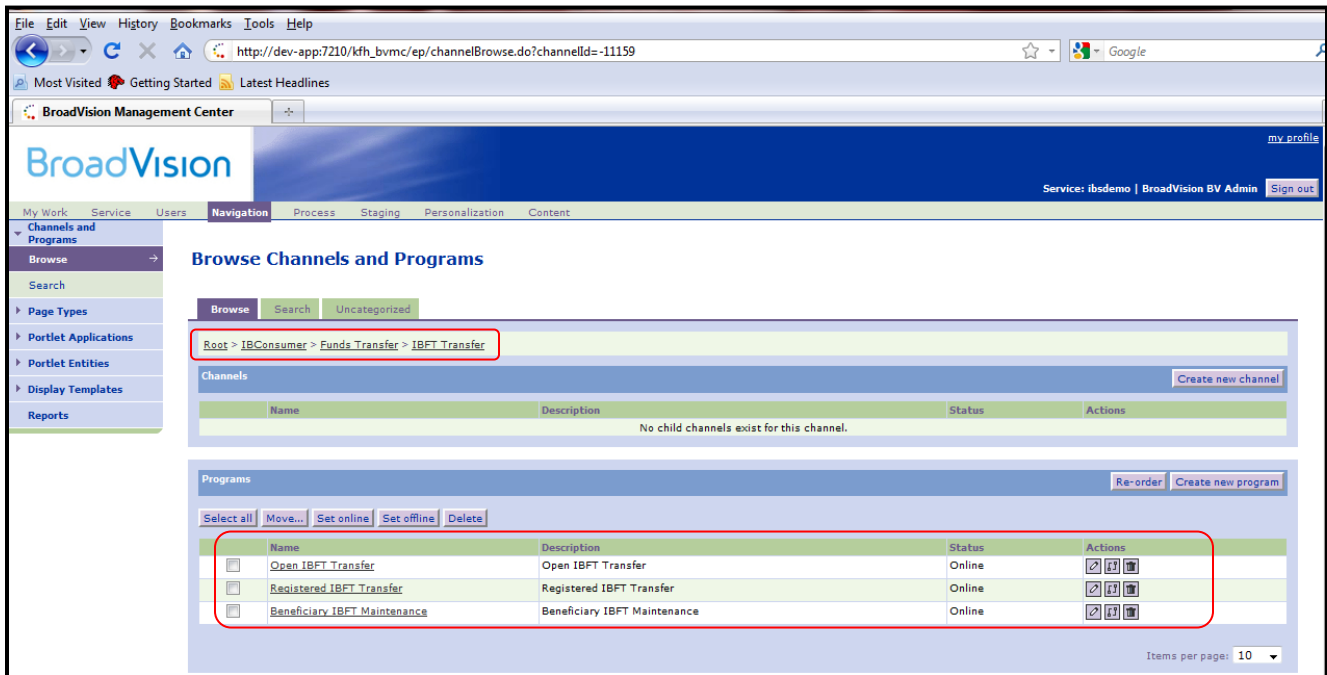 File Edit View History Bookmarks Tools Help
http://dev-app:7210/kfh_bvmc/ep/channelBrowse.do?channelId=-11159
Google
Most Visited Getting Started Latest Headlines
BroadVision Management Center
my profile
BroadVision
Service: ibsdemo | BroadVision BV Admin Sign out
My Work Service Users Navigation Process Staging Personalization Content
Channels and
Programs
Browse
Search
Page Types
Portlet Applications
Portlet Entities
Display Templates
Reports
Browse Channels and Programs
Browse Search Uncategorized
Root > IBConsumer > Funds Transfer > IBFT Transfer
Channels Create new channel
Name Description Status Actions
No child channels exist for this channel.
Programs Re-order Create new program
Select all Move... Set online Set offline Delete
Name Description Status Actions
Open IBFT Transfer Open IBFT Transfer Online
Registered IBFT Transfer Registered IBFT Transfer Online
Beneficiary IBFT Maintenance Beneficiary IBFT Maintenance Online
Items per page: 10